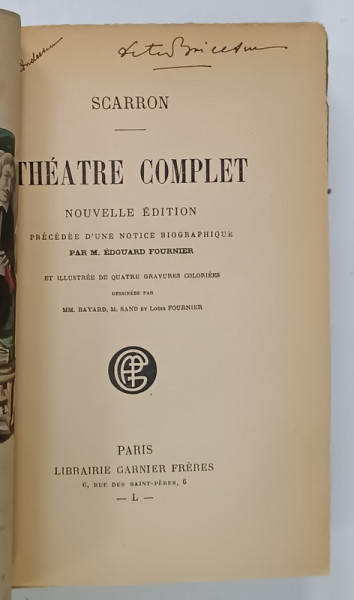 SCARRON
THÉATRE COMPLET
NOUVELLE ÉDITION
PRÉCÉDÉE D'UNE NOTICE BIOGRAPHIQUE
PAR M. ÉDOUARD FOURNIER
ET ILLUSTRÉE DE QUATRE GRAVURES COLORIÉES
DESSINÉES PAR
MM. BAYARD, M. SAND ET LOUIS FOURNIER
PARIS
LIBRAIRIE GARNIER FRÈRES
6, RUE DES SAINT-PÈRES, 6
— L —